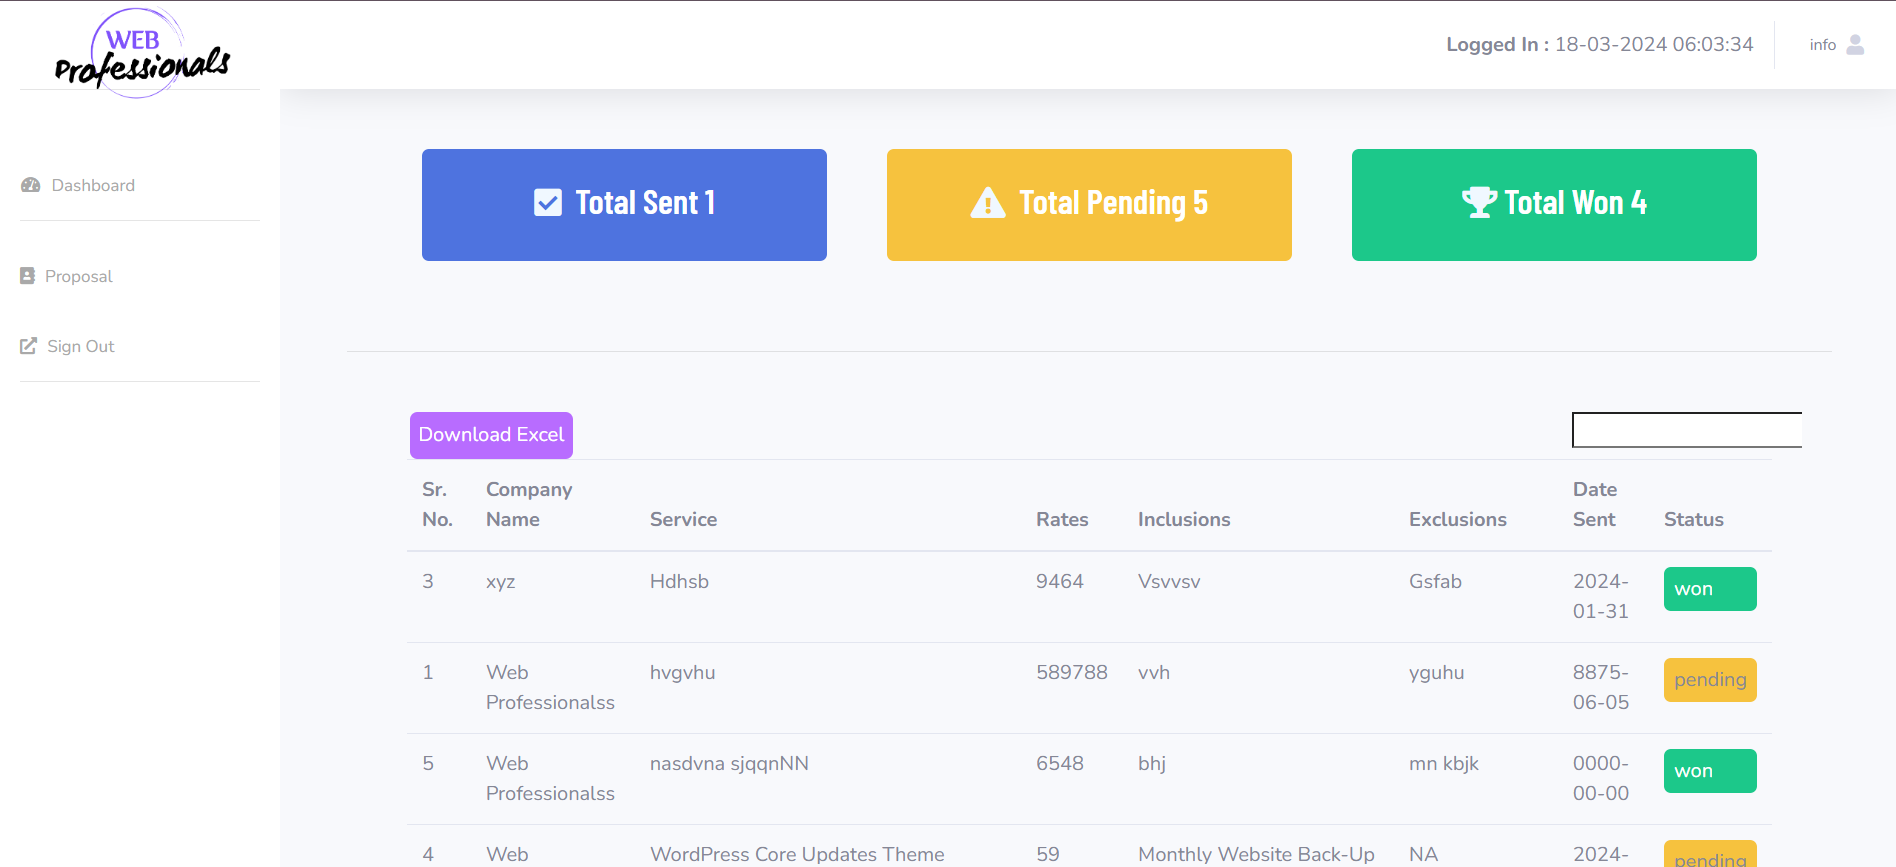 WEB
Professionals
Logged In : 18-03-2024 06:03:34
info
Dashboard
Proposal
Sign Out
Total Sent 1
Total Pending 5
Total Won 4
Download Excel
Sr. No.
Company Name
Service
Rates
Inclusions
Exclusions
Date Sent
Status
3 xyz Hdhsb 9464 Vsvvsv Gsfab 2024- won
01-31
1 Web hvgvhu 589788 vvh yguhu 8875- pending
Professionalss 06-05
5 Web nasdvna sjqqnNN 6548 bhj mn kbjk 0000- won
Professionalss 00-00
4 Web WordPress Core Updates Theme 59 Monthly Website Back-Up NA 2024- pending